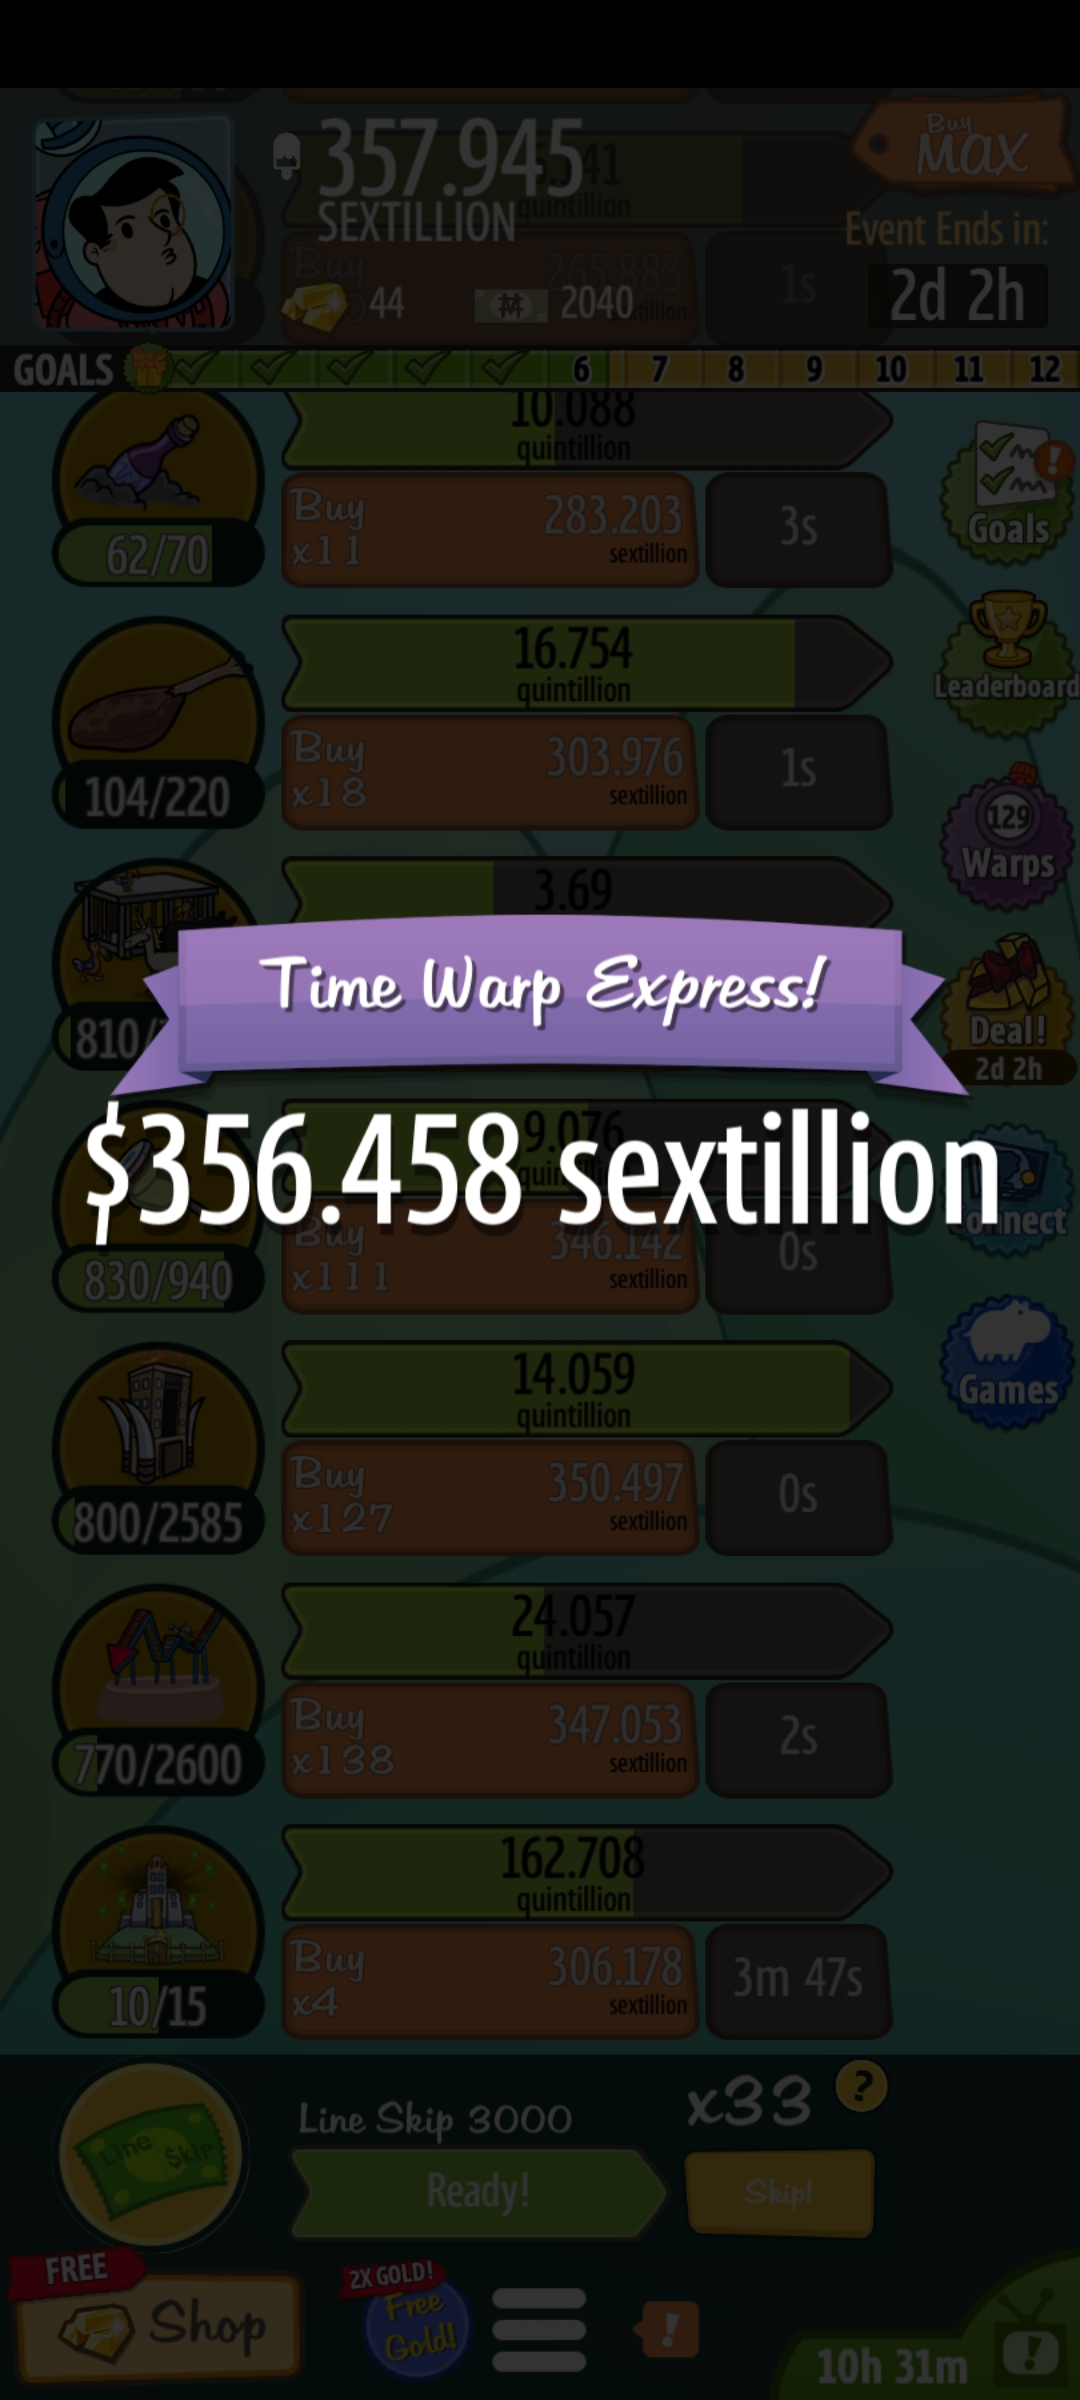 357.945
SEXTILLION
Buy
MAX
Event Ends in:
2d 2h
quintillion
Buy
265.883
1s
44
2040
GOALS 6 7 8 9 10 11 12
10.088
quintillion
62/70
Buy
x11
283.203
sextillion
3s
Goals
16.754
quintillion
104/220
Buy
x18
303.976
sextillion
1s
Leaderboard
129
Warps
3.69
810/
Time Warp Express!
Deal!
2d 2h
$356.458 sextillion
9.076
830/940
Buy
x111
346.142
sextillion
0s
Connect
14.059
quintillion
800/2585
Buy
x127
350.497
sextillion
0s
Games
24.057
quintillion
770/2600
Buy
x138
347.053
sextillion
2s
162.708
quintillion
10/15
Buy
x4
306.178
sextillion
3m 47s
Line Skip
Line Skip 3000
x33
?
Ready!
Skip!
FREE
Shop
2X GOLD!
Free
Gold!
!
10h 31m
!